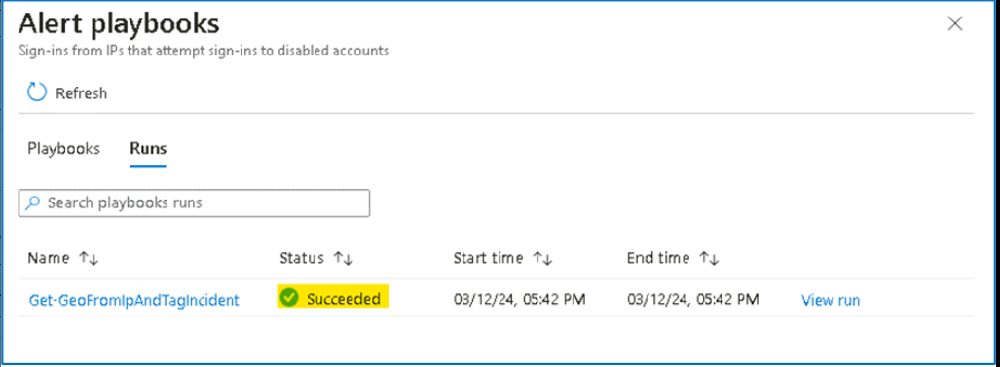 Alert playbooks
Sign-ins from IPs that attempt sign-ins to disabled accounts
Refresh
Playbooks Runs
Search playbooks runs
Name ↑↓ Status ↑↓ Start time ↑↓ End time ↑↓
Get-GeoFromIpAndTagIncident Succeeded 03/12/24, 05:42 PM 03/12/24, 05:42 PM View run